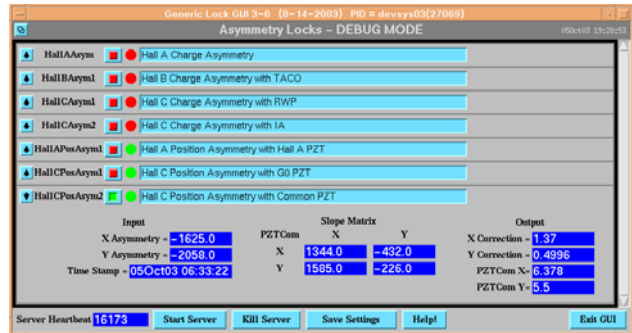 Generic Lock GUI 3-6 (8-14-2003) PID = devsys03(27069)
Asymmetry Locks - DEBUG MODE 05Oct03 19:28:53
HallAAsym Hall A Charge Asymmetry
HallBAsym1 Hall B Charge Asymmetry with TACO
HallCAsym1 Hall C Charge Asymmetry with RWP
HallCAsym2 Hall C Charge Asymmetry with IA
HallAPosAsym1 Hall A Position Asymmetry with Hall A PZT
HallCPosAsym1 Hall C Position Asymmetry with G0 PZT
HallCPosAsym2 Hall C Position Asymmetry with Common PZT
Input Slope Matrix Output
X Asymmetry = -1625.0 PZTCom X Y X Correction = 1.37
Y Asymmetry = -2058.0 X 1344.0 -432.0 Y Correction = 0.4996
Time Stamp = 05Oct03 06:33:22 Y 1585.0 -226.0 PZTCom X= 6.378
PZTCom Y= 5.5
Server Heartbeat 16173 Start Server Kill Server Save Settings Help! Exit GUI